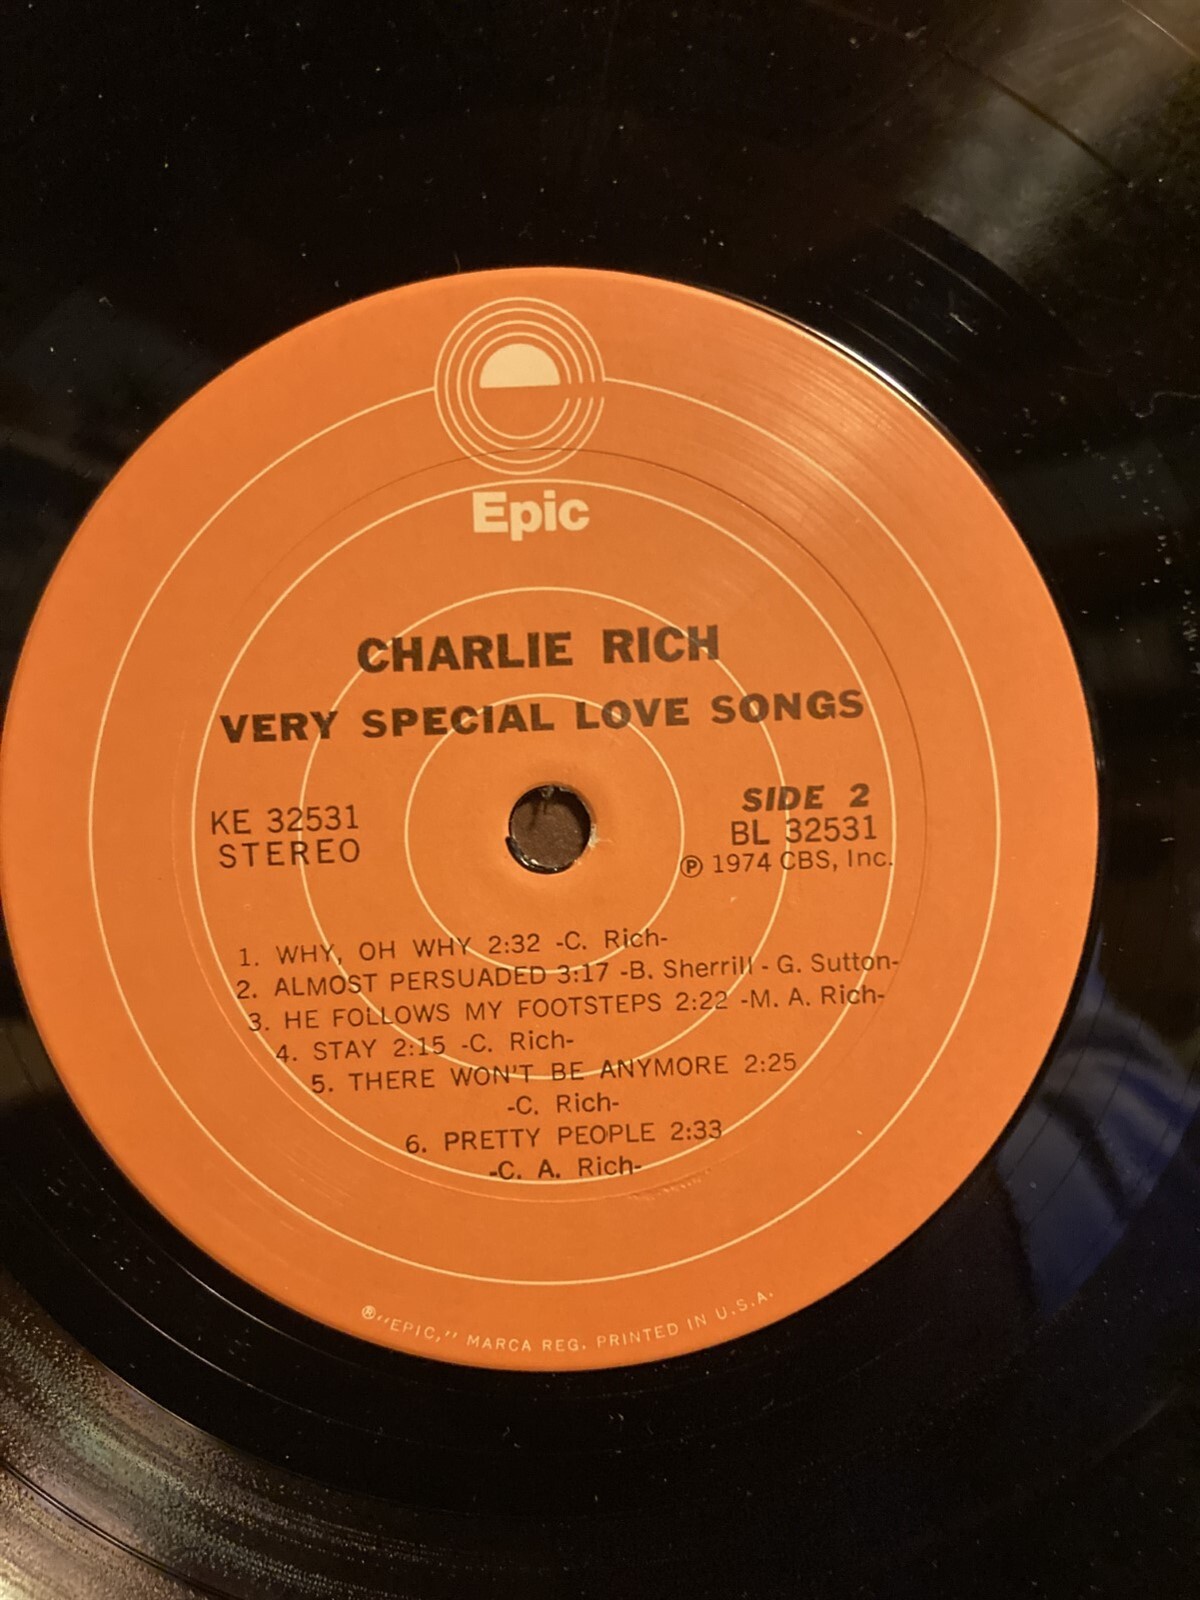 Epic
CHARLIE RICH
VERY SPECIAL LOVE SONGS
KE 32531
STEREO
SIDE 2
BL 32531
Ⓟ 1974 CBS, Inc.
1. WHY, OH WHY 2:32 -C. Rich-
2. ALMOST PERSUADED 3:17 -B. Sherrill - G. Sutton-
3. HE FOLLOWS MY FOOTSTEPS 2:22 -M. A. Rich-
4. STAY 2:15 -C. Rich-
5. THERE WON'T BE ANYMORE 2:25
-C. Rich-
6. PRETTY PEOPLE 2:33
-C. A. Rich-
®"EPIC," MARCA REG. PRINTED IN U.S.A.